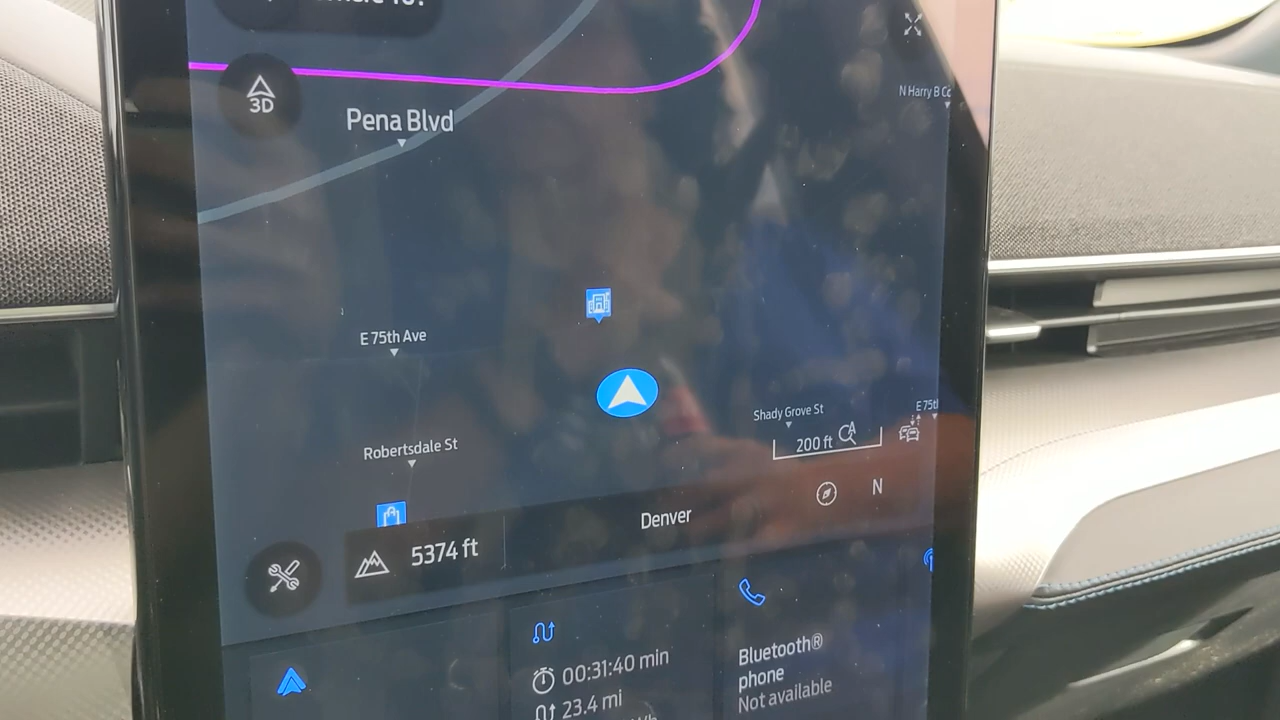 3D
Pena Blvd
N Harry B
E 75th Ave
Shady Grove St
E 75t
200 ft
Robertsdale St
N
Denver
5374 ft
00:31:40 min
23.4 mi
Bluetooth®
phone
Not available